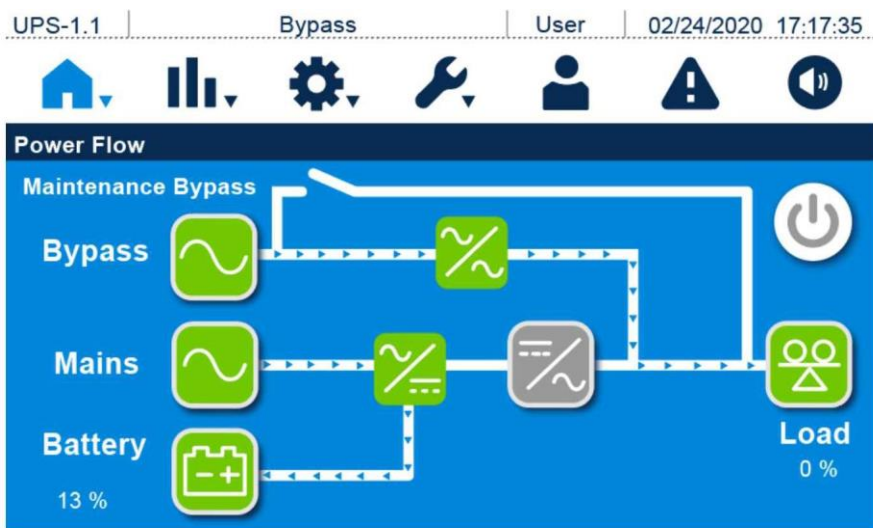 UPS-1.1 Bypass User 02/24/2020 17:17:35
Power Flow
Maintenance Bypass
Bypass
Mains
Battery
13 %
Load
0 %